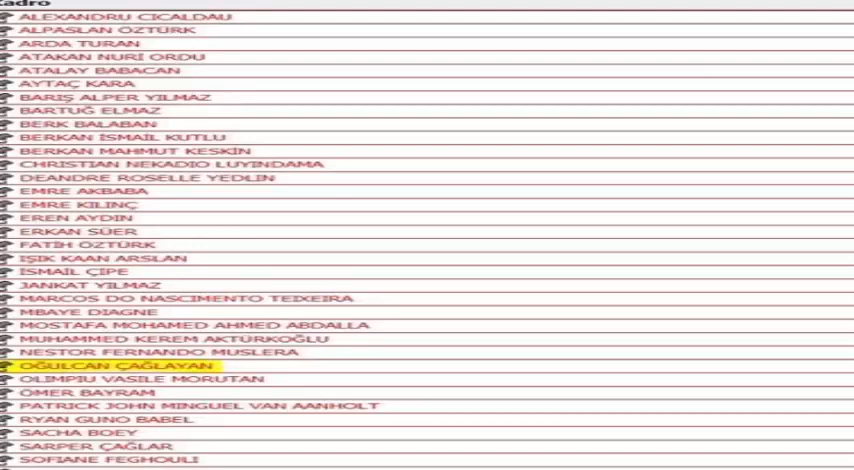 Kadro
ALEXANDRU CICALDAU
ALPASLAN ÖZTÜRK
ARDA TURAN
ATAKAN NURİ ORDU
ATALAY BABACAN
AYTAÇ KARA
BARIŞ ALPER YILMAZ
BARTUĞ ELMAZ
BERK BALABAN
BERKAN İSMAİL KUTLU
BERKAN MAHMUT KESKİN
CHRISTIAN NEKADIO LUYINDAMA
DEANDRE ROSELLE YEDLIN
EMRE AKBABA
EMRE KILINÇ
EREN AYDIN
ERKAN SÜER
FATİH ÖZTÜRK
IŞIK KAAN ARSLAN
İSMAİL ÇİPE
JANKAT YILMAZ
MARCOS DO NASCIMENTO TEIXEIRA
MBAYE DIAGNE
MOSTAFA MOHAMED AHMED ABDALLA
MUHAMMED KEREM AKTÜRKOĞLU
NESTOR FERNANDO MUSLERA
OĞULCAN ÇAĞLAYAN
OLIMPIU VASILE MORUTAN
ÖMER BAYRAM
PATRICK JOHN MINGUEL VAN AANHOLT
RYAN GUNO BABEL
SACHA BOEY
SARPER ÇAĞLAR
SOFIANE FEGHOULI